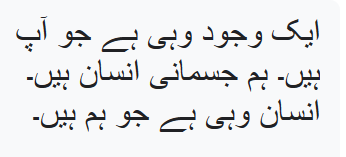 ایک وجود وہی ہے جو آپ
ہیں۔ ہم جسمانی انسان ہیں۔
انسان وہی ہے جو ہم ہیں۔